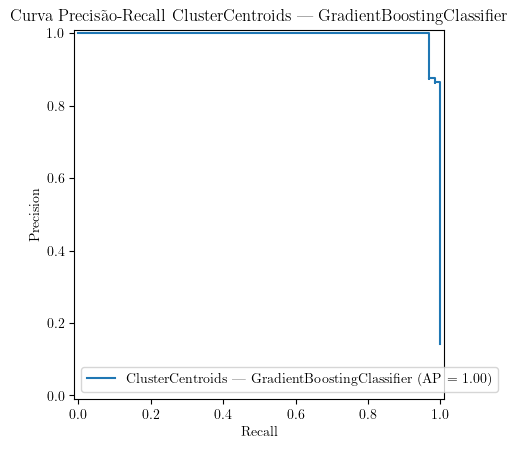 Curva Precisão-Recall ClusterCentroids — GradientBoostingClassifier
1.0
0.8
0.6
0.4
0.2
0.0
Precision
ClusterCentroids — GradientBoostingClassifier (AP = 1.00)
0.0 0.2 0.4 0.6 0.8 1.0
Recall